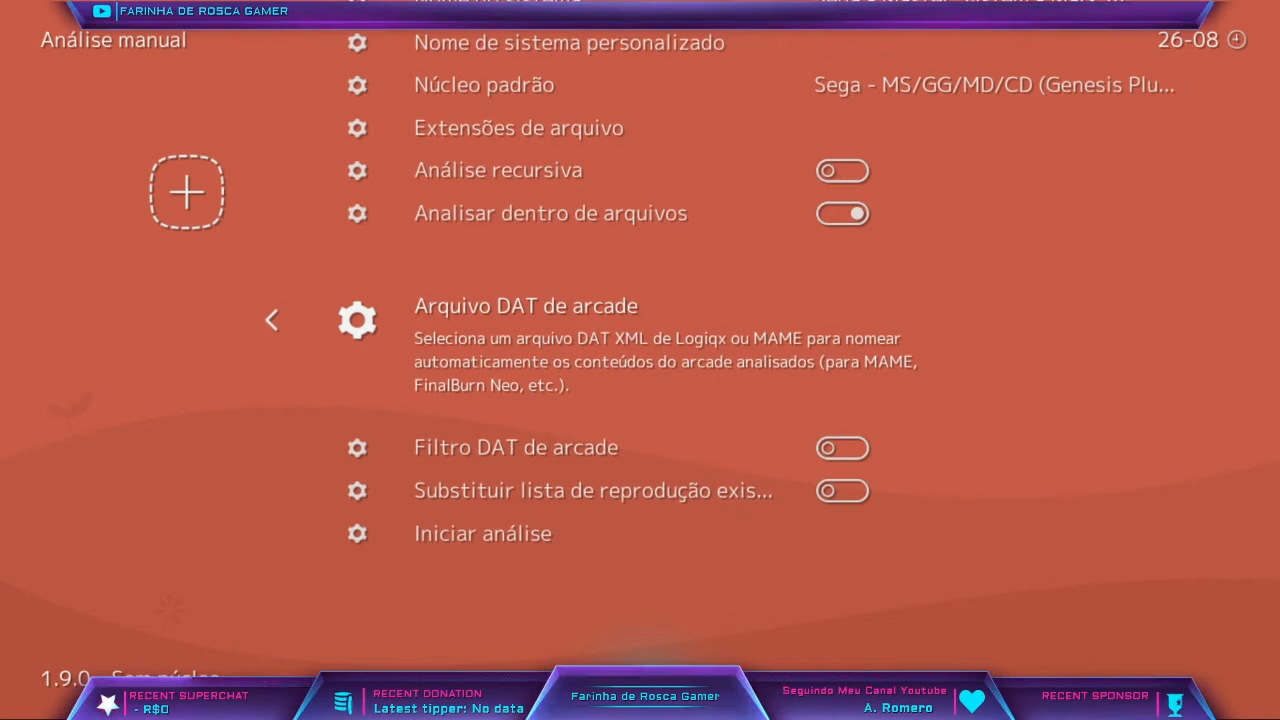 FARINHA DE ROSCA GAMER
Análise manual
26-08
Nome de sistema personalizado
Núcleo padrão
Sega - MS/GG/MD/CD (Genesis Plu...
Extensões de arquivo
Análise recursiva
Analisar dentro de arquivos
Arquivo DAT de arcade
Seleciona um arquivo DAT XML de Logiqx ou MAME para nomear
automaticamente os conteúdos do arcade analisados (para MAME,
FinalBurn Neo, etc.).
Filtro DAT de arcade
Substituir lista de reprodução exis...
Iniciar análise
1.9.0
RECENT SUPERCHAT
- R$0
RECENT DONATION
Latest tipper: No data
Farinha de Rosca Gamer
Seguindo Meu Canal Youtube
A. Romero
RECENT SPONSOR